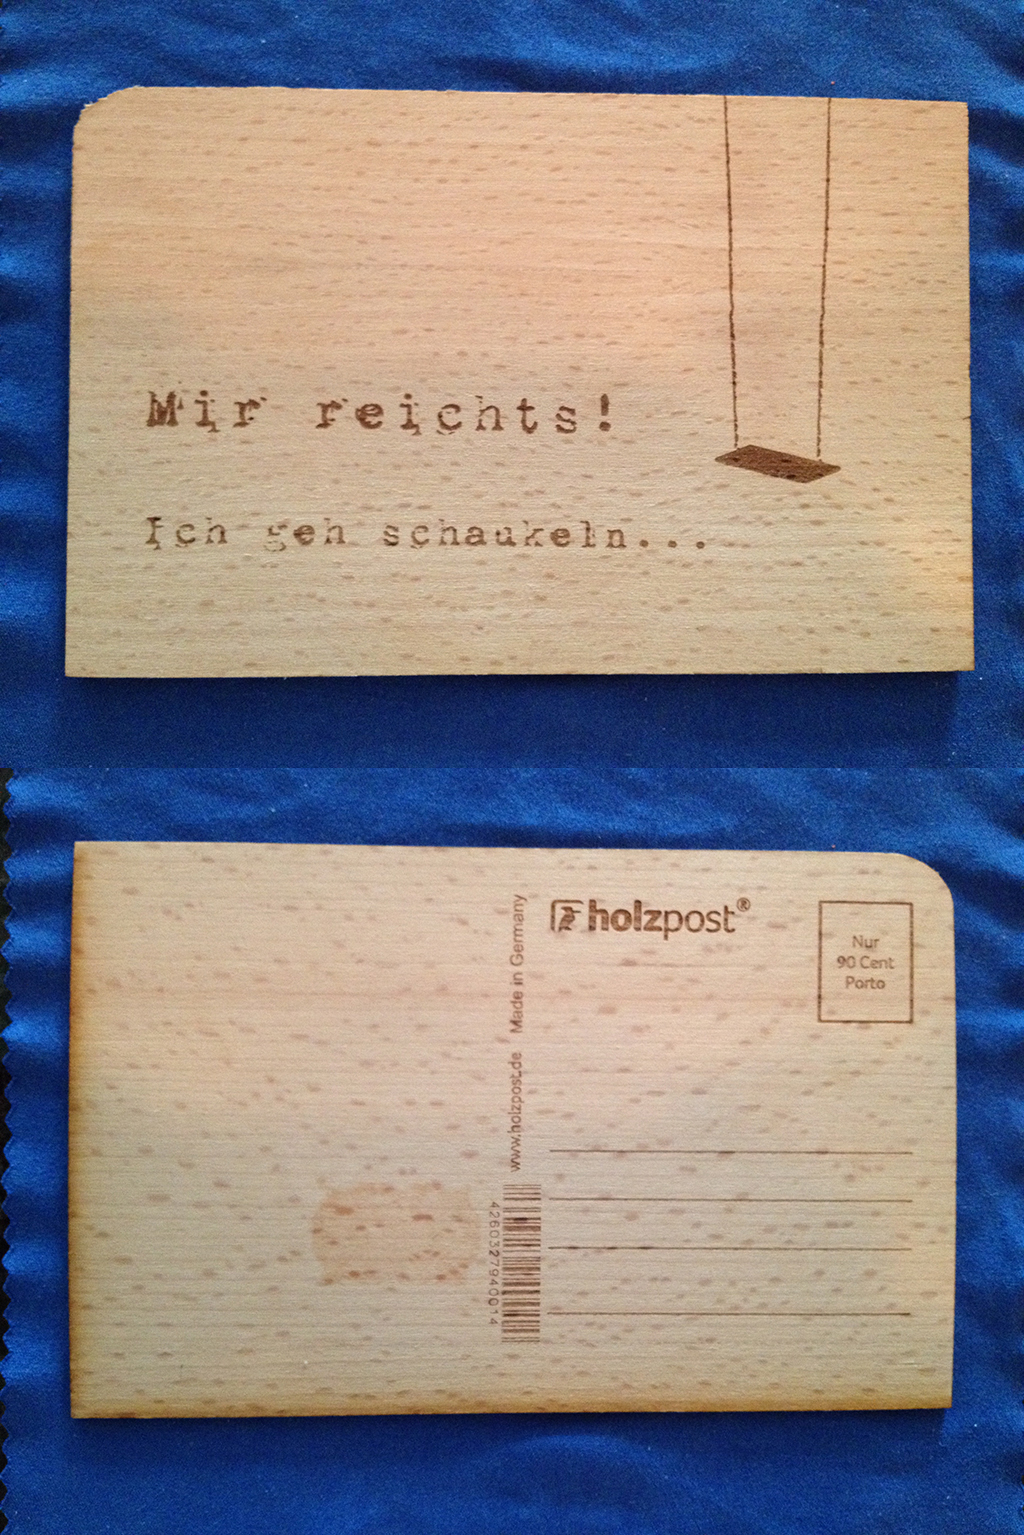 Mir reichts!
Ich geh schaukeln...
holzpost®
Nur
90 Cent
Porto
www.holzpost.de Made in Germany
4260327940014